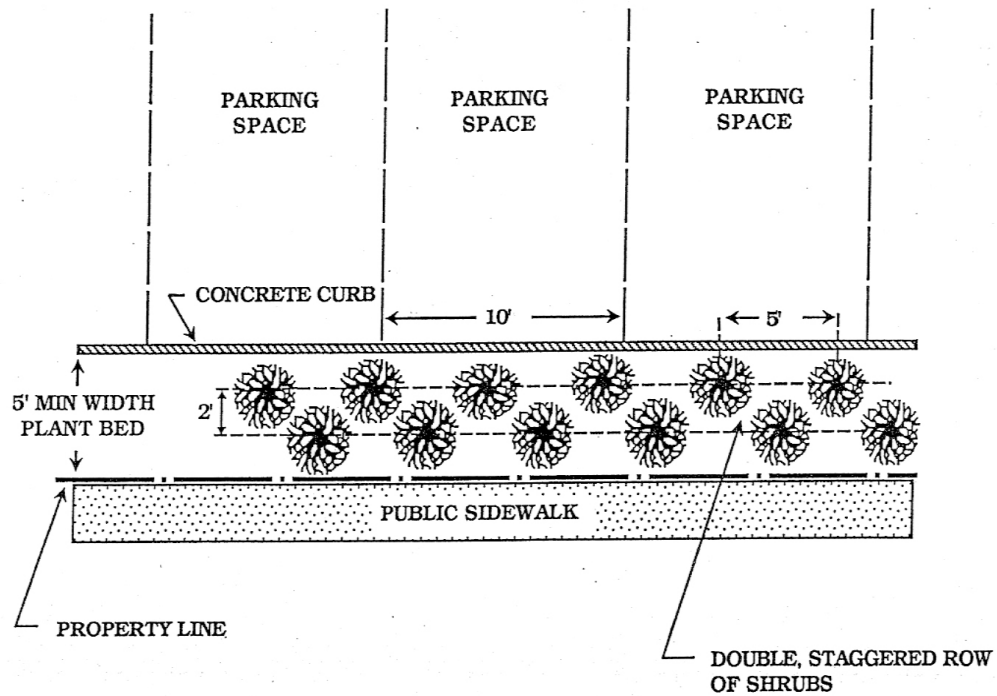 PARKING
SPACE
PARKING
SPACE
PARKING
SPACE
CONCRETE CURB
10'
5'
5' MIN WIDTH
PLANT BED
2'
PUBLIC SIDEWALK
PROPERTY LINE
DOUBLE, STAGGERED ROW
OF SHRUBS